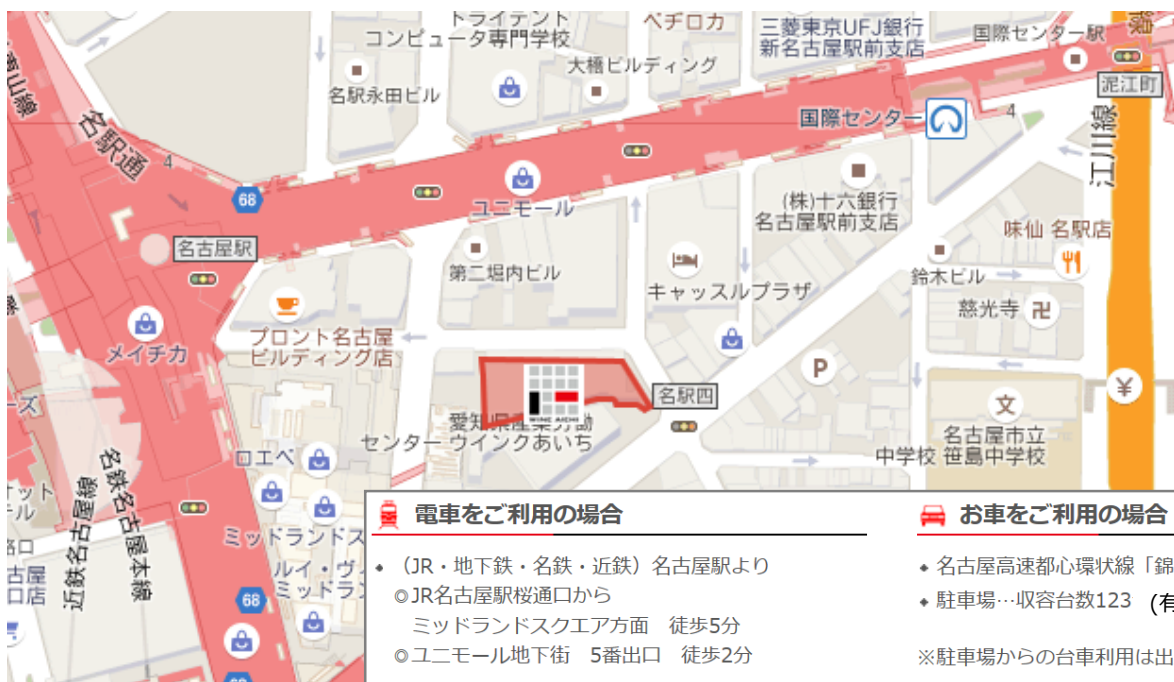 トライデント
コンピュータ専門学校
ベヂロカ
三菱東京UFJ銀行
新名古屋駅前支店
国際センター駅
大橋ビルディング
名駅永田ビル
泥江町
国際センター
4
江川線
名駅通
4
68
ユニモール
(株)十六銀行
名古屋駅前支店
味仙 名駅店
名古屋駅
第二堀内ビル
キャッスルプラザ
鈴木ビル
慈光寺
メイチカ
プロント名古屋
ビルディング店
P
名駅四
愛知県産業労働
センター ウインクあいち
文
名古屋市立
中学校 笹島中学校
¥
ロエベ
ミッドランドス
ルイ・ヴ
ミッドラン
近鉄名古屋線
名鉄名古屋本線
68
電車をご利用の場合
(JR・地下鉄・名鉄・近鉄)名古屋駅より
◎JR名古屋駅桜通口から
ミッドランドスクエア方面 徒歩5分
◎ユニモール地下街 5番出口 徒歩2分
お車をご利用の場合
名古屋高速都心環状線「錦
駐車場…収容台数123 (有
※駐車場からの台車利用は出